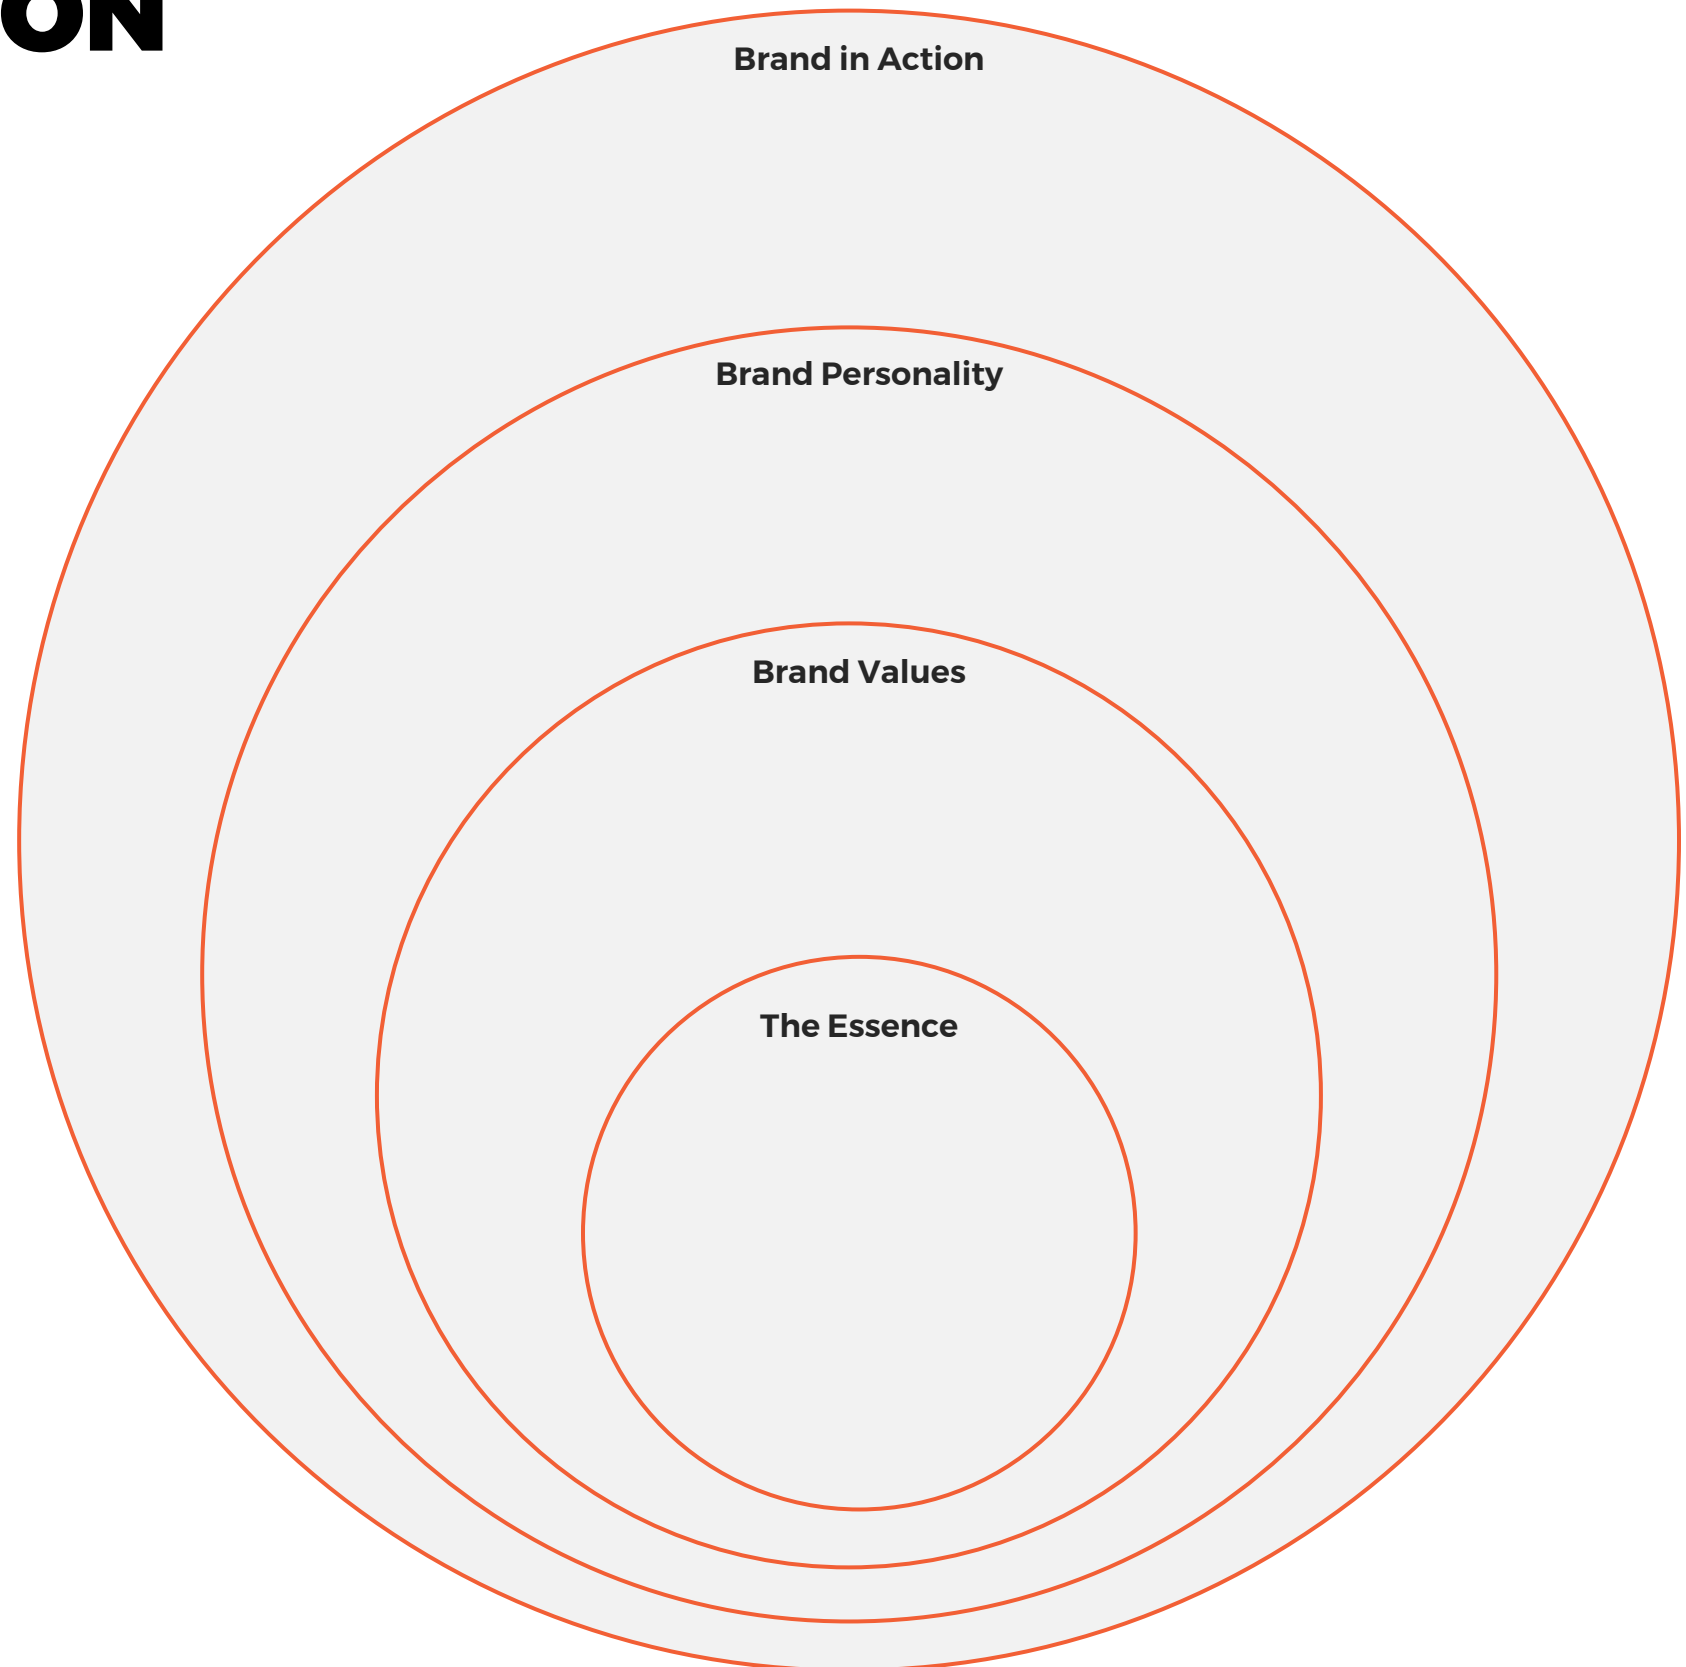 ON
Brand in Action
Brand Personality
Brand Values
The Essence